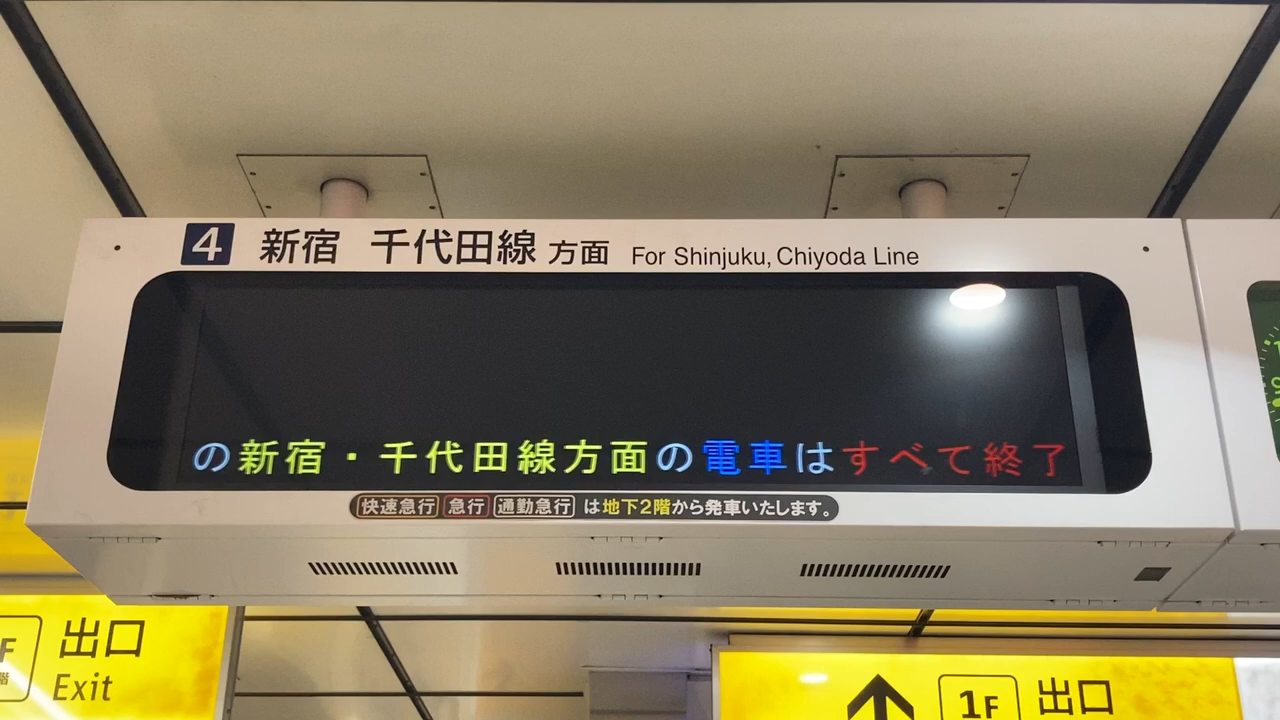 4 新宿 千代田線 方面 For Shinjuku, Chiyoda Line
の新宿・千代田線方面の電車はすべて終了
快速急行 急行 通勤急行 は地下2階から発車いたします。
F 階 出口
Exit
1F 出口